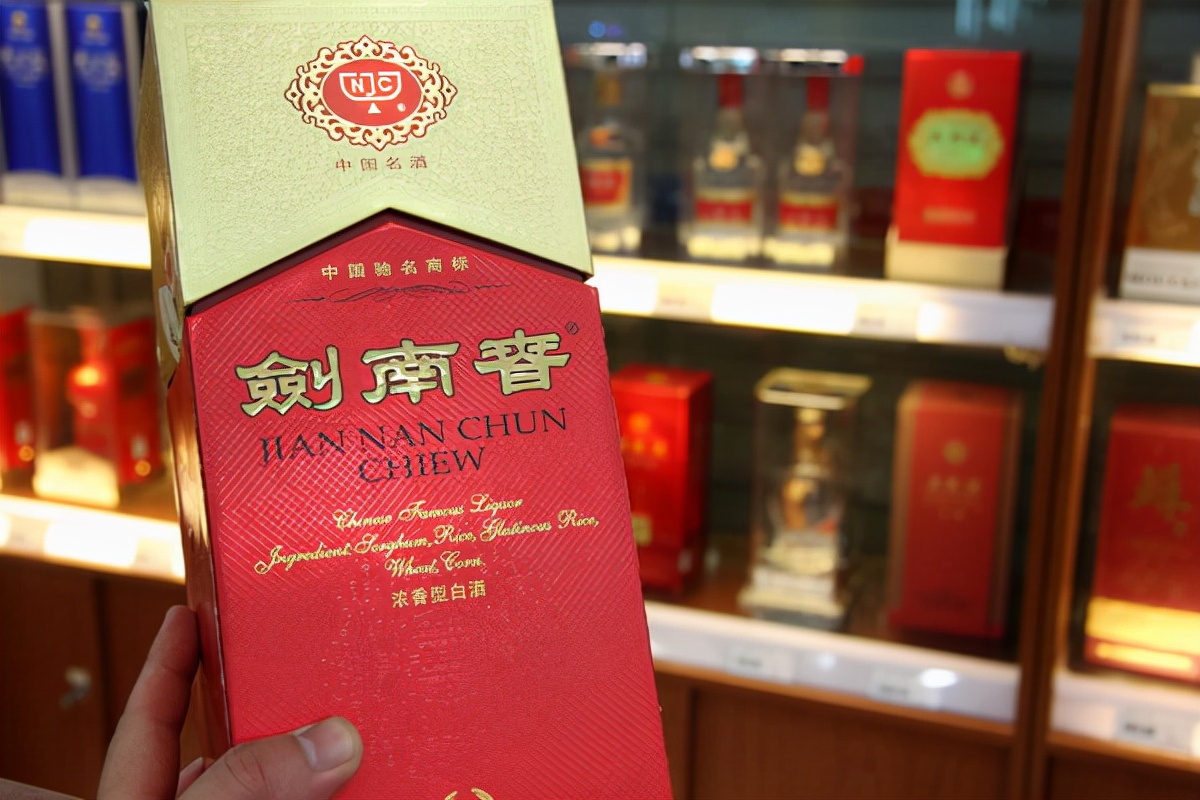 NJC
®
中国名酒
中国驰名商标
劍南春®
JIAN NAN CHUN
CHIEW
Chinese Famous Liquor
Ingredient: Sorghum, Rice, Glutinous Rice,
Wheat, Corn
浓香型白酒